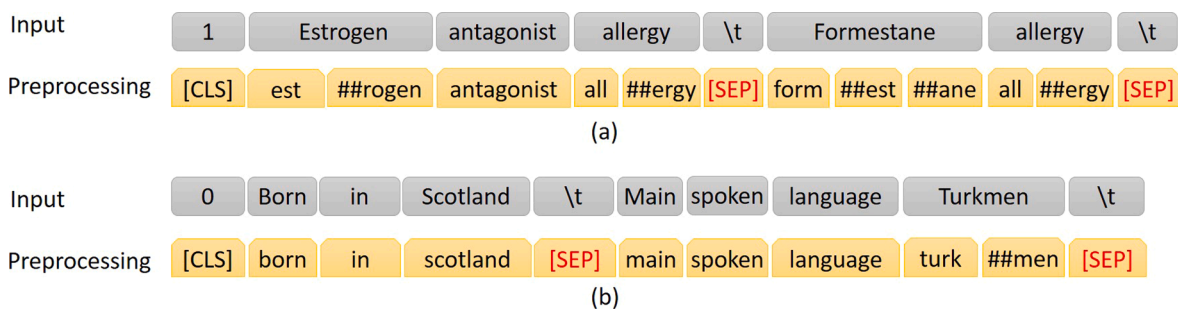 Input 1 Estrogen antagonist allergy \t Formestane allergy \t
Preprocessing [CLS] est ##rogen antagonist all ##ergy [SEP] form ##est ##ane all ##ergy [SEP]
(a)
Input 0 Born in Scotland \t Main spoken language Turkmen \t
Preprocessing [CLS] born in scotland [SEP] main spoken language turk ##men [SEP]
(b)